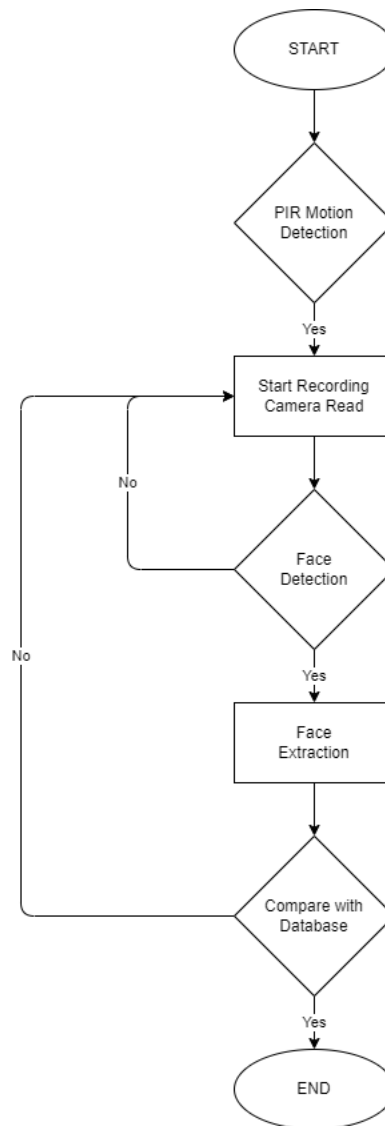 START
PIR Motion
Detection
Yes
Start Recording
Camera Read
No
Face
Detection
No
Yes
Face
Extraction
Compare with
Database
Yes
END